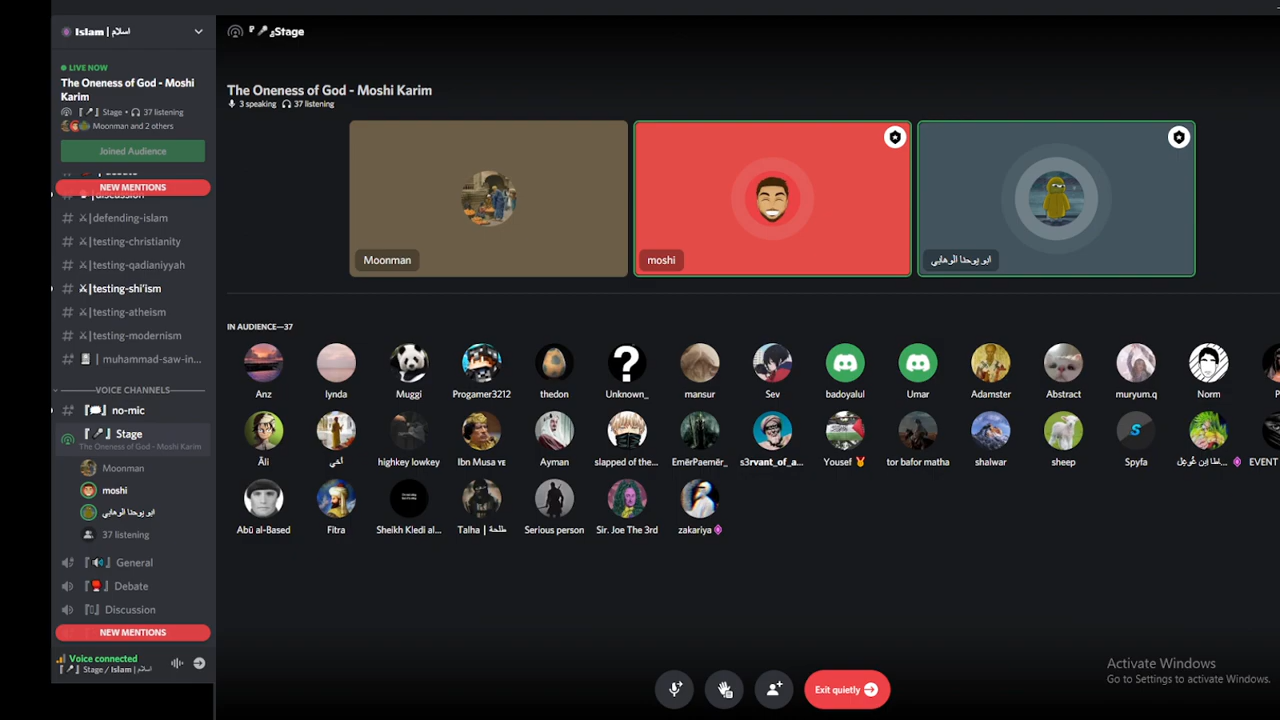 Islam | اسلام
LIVE NOW
The Oneness of God - Moshi
Karim
Stage • 37 listening
Moonman and 2 others
Joined Audience
NEW MENTIONS
discussion
|defending-islam
|testing-christianity
|testing-qadianiyyah
|testing-shi'ism
|testing-atheism
|testing-modernism
| muhammad-saw-in...
VOICE CHANNELS
『💬』 no-mic
『🎤』 Stage
The Oneness of God - Moshi Karim
Moonman
moshi
ابو يوحنا الوهابي
37 listening
『🔊』 General
『🥊』 Debate
『』 Discussion
NEW MENTIONS
Voice connected
『🎤』 Stage / Islam | اسلام
『🎤』Stage
The Oneness of God - Moshi Karim
3 speaking 37 listening
Moonman
moshi
ابو يوحنا الوهابي
IN AUDIENCE—37
Anz lynda Muggi Progamer3212 thedon Unknown_ mansur Sev badoyalul Umar Adamster Abstract muryum.q Norm
Āli أخي highkey lowkey Ibn Musa ʏᴇ Ayman slapped of the... EmërPaemër_ s3rvant_of_a... Yousef 🏅 tor bafor matha shalwar sheep Spyfa EVENT
Abū al-Based Fitra Sheikh Kledi al... Talha | طلحة Serious person Sir. Joe The 3rd zakariya
Exit quietly
Activate Windows
Go to Settings to activate Windows.